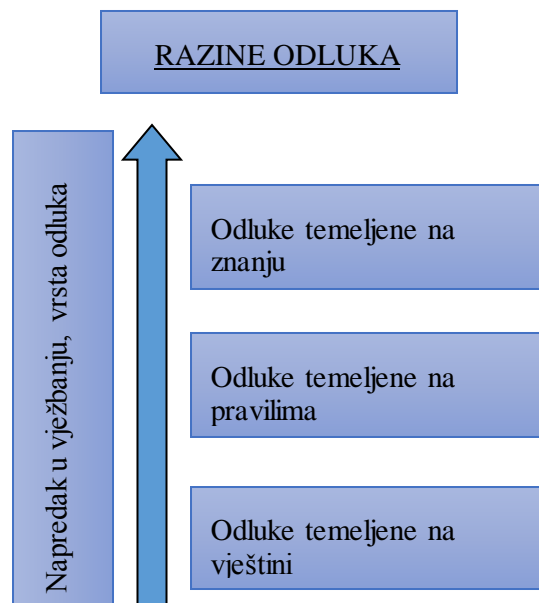 RAZINE ODLUKA
Napredak u vježbanju, vrsta odluka
Odluke temeljene na
znanju
Odluke temeljene na
pravilima
Odluke temeljene na
vještini